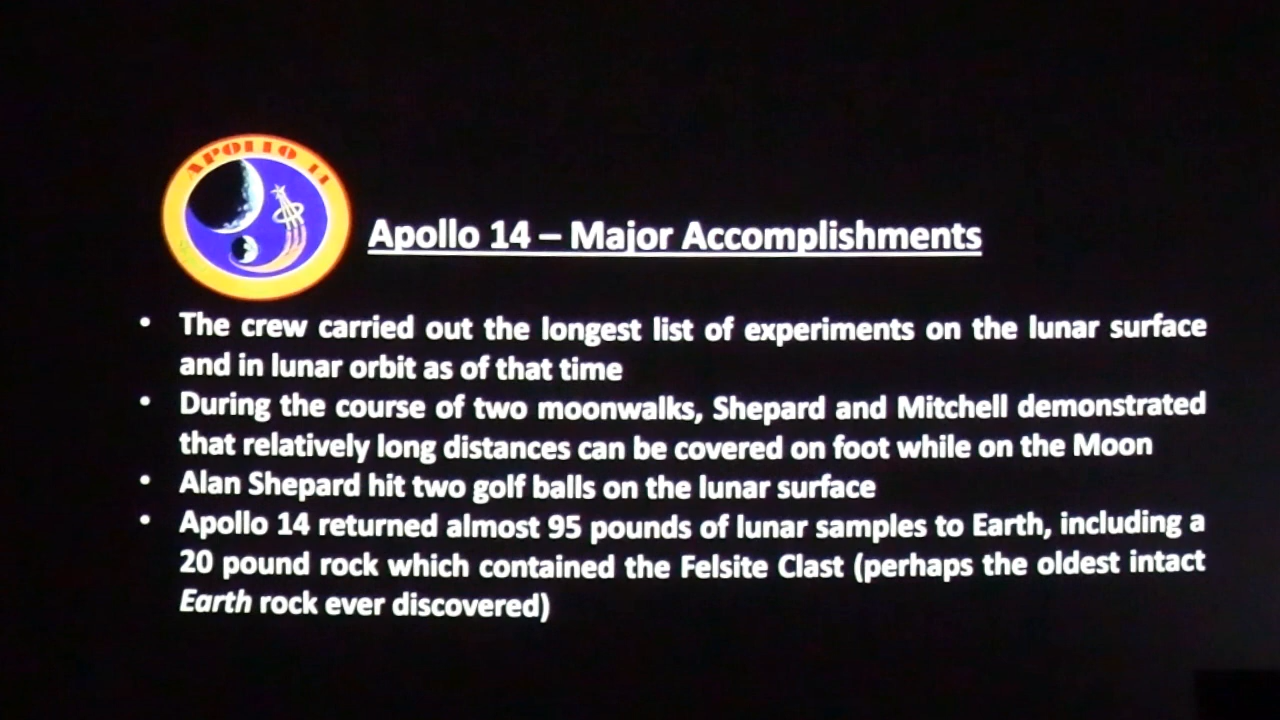 APOLLO 11
Apollo 14 – Major Accomplishments
• The crew carried out the longest list of experiments on the lunar surface
and in lunar orbit as of that time
• During the course of two moonwalks, Shepard and Mitchell demonstrated
that relatively long distances can be covered on foot while on the Moon
• Alan Shepard hit two golf balls on the lunar surface
• Apollo 14 returned almost 95 pounds of lunar samples to Earth, including a
20 pound rock which contained the Felsite Clast (perhaps the oldest intact
Earth rock ever discovered)